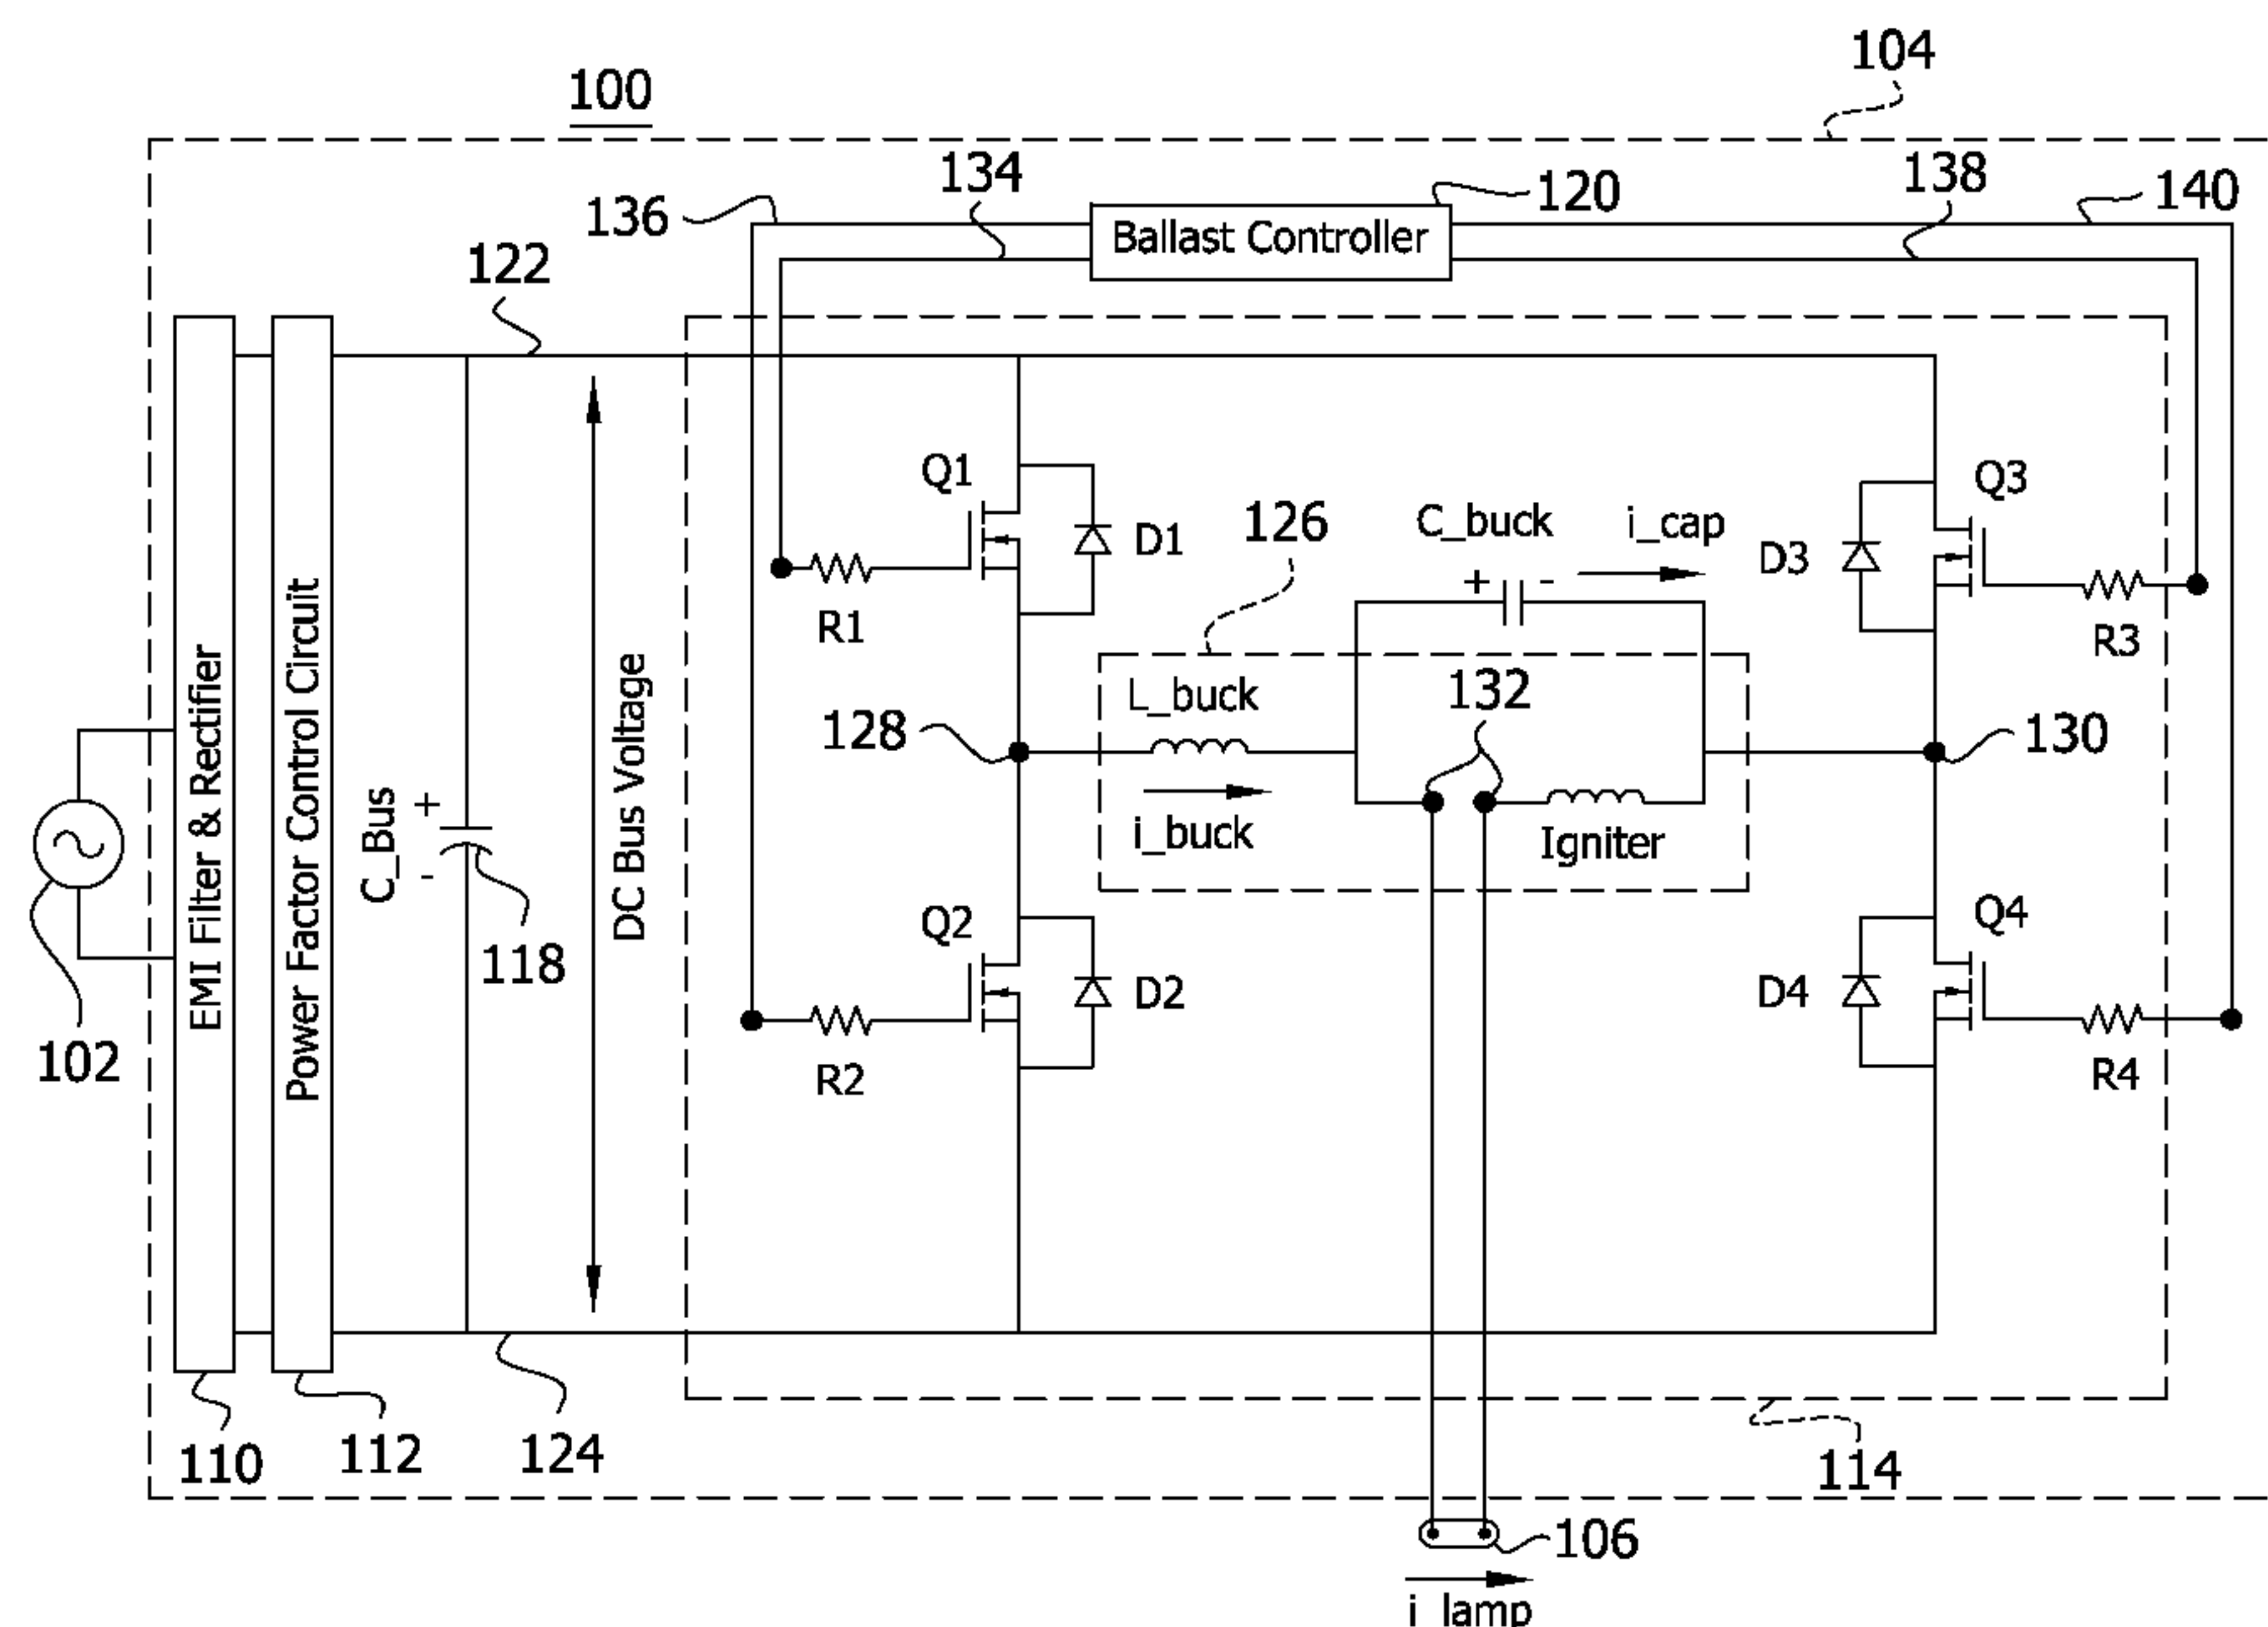 104
100
134
120
138
140
136
Ballast Controller
122
Q1
Q3
C_buck
i_cap
126
D1
D3
+
-
R1
R3
132
L_buck
128
130
EMI Filter & Rectifier
Power Factor Control Circuit
C_Bus
+
-
DC Bus Voltage
i_buck
Igniter
Q2
Q4
118
D2
D4
102
R2
R4
110
112
124
114
106
i_lamp